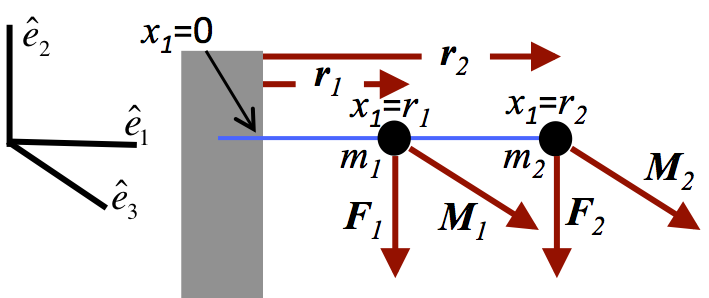 ê₂
x₁=0
r₂
r₁
ê₁
x₁=r₁
x₁=r₂
m₁
m₂
M₂
ê₃
F₁
M₁
F₂